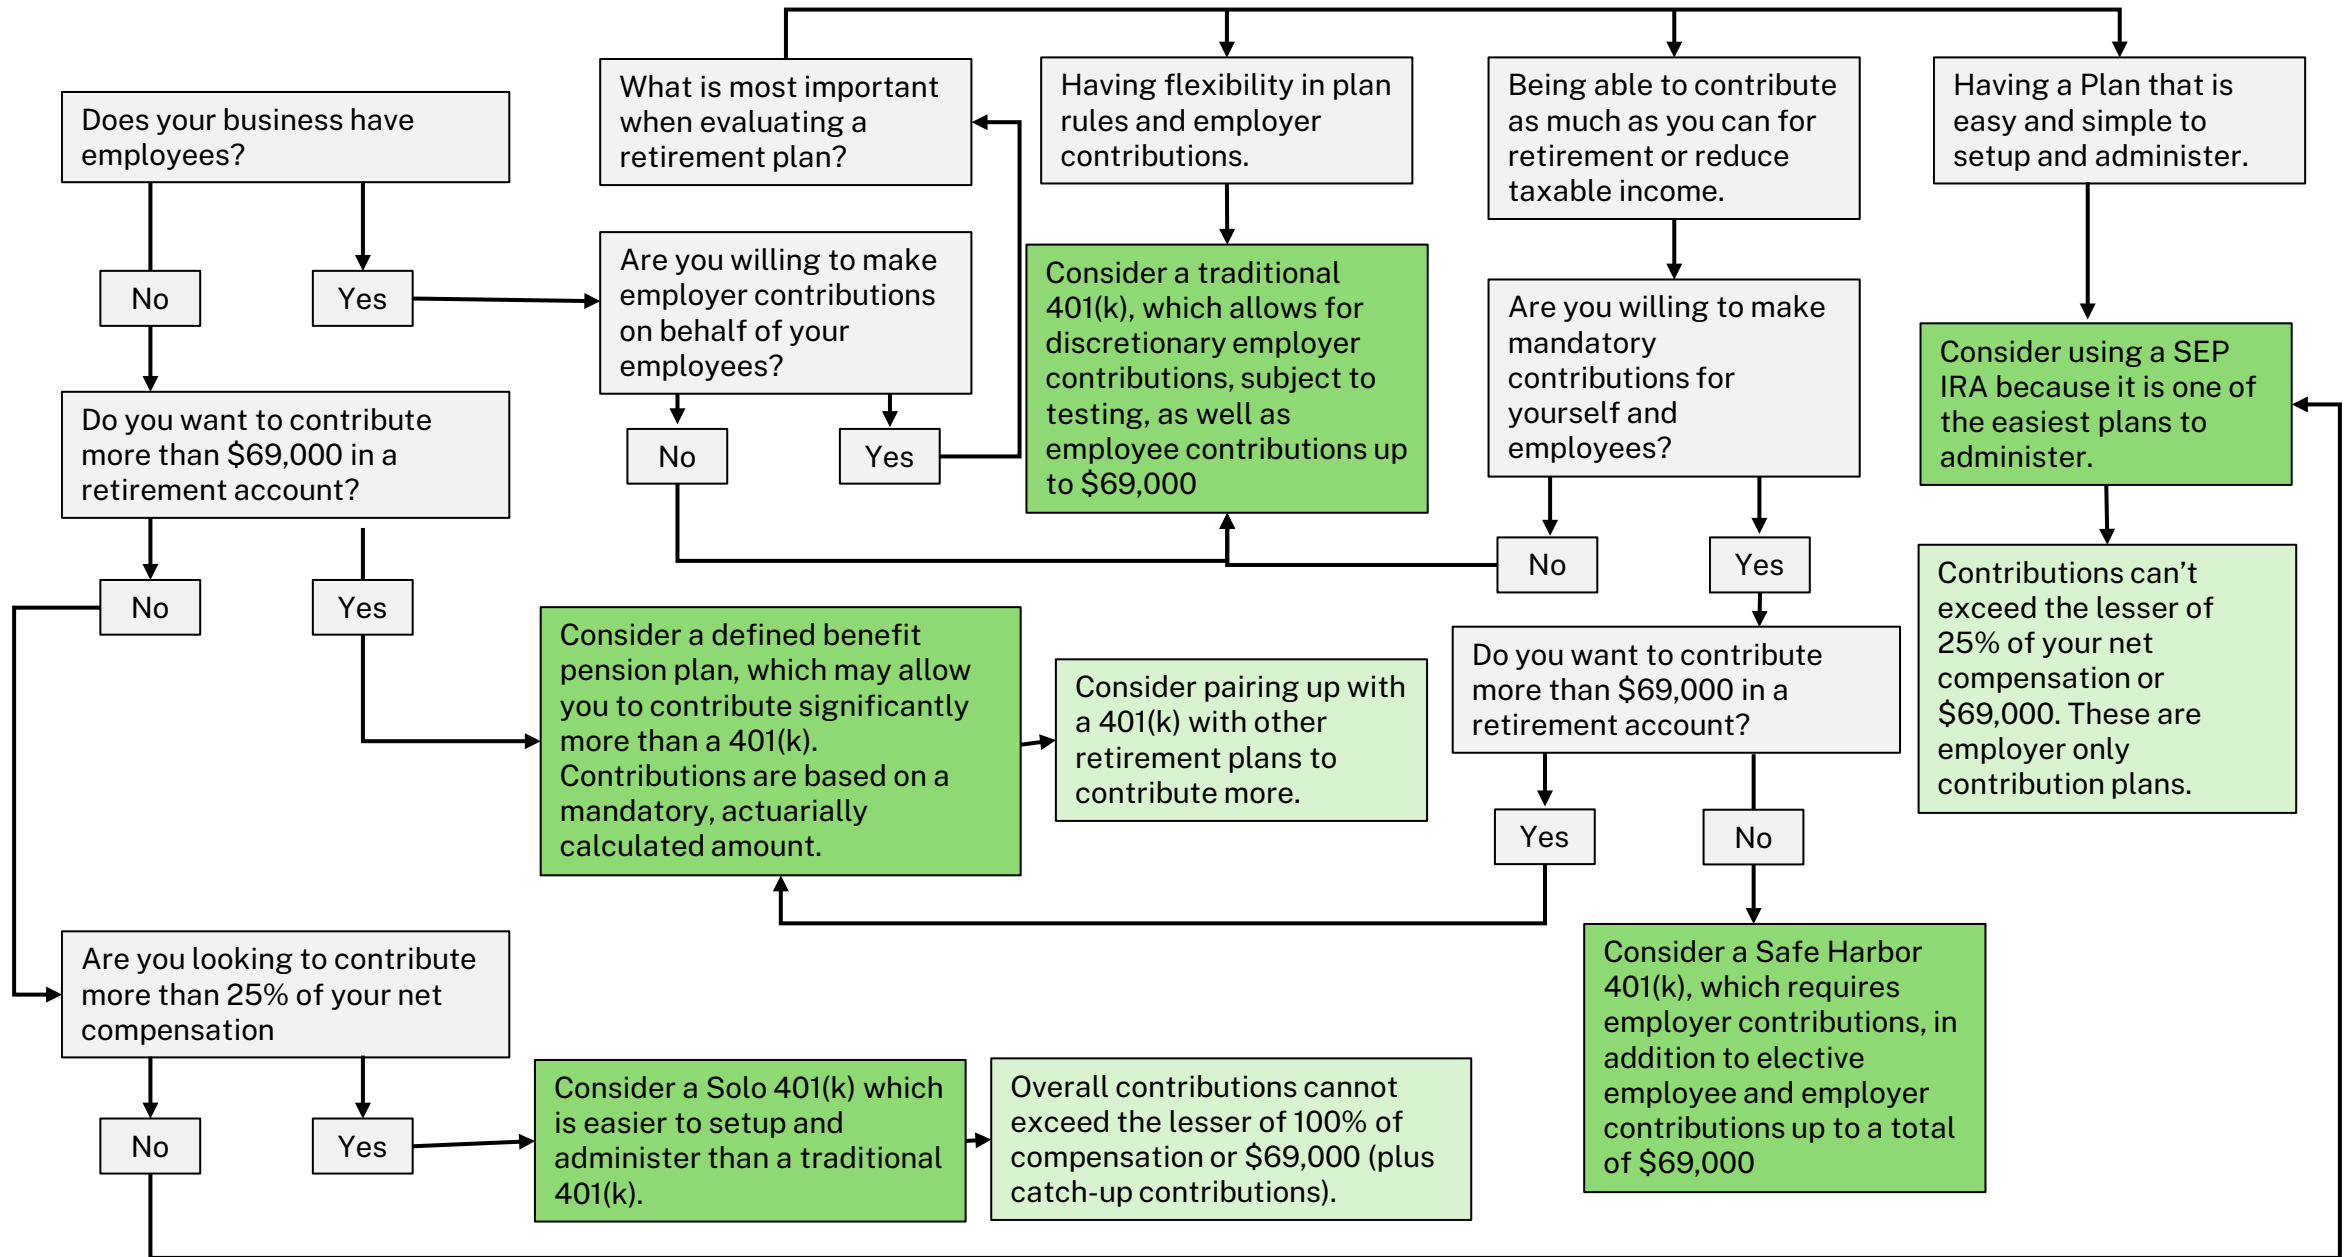 Does your business have
employees?
No
Yes
Do you want to contribute
more than $69,000 in a
retirement account?
No
Yes
Are you looking to contribute
more than 25% of your net
compensation
No
Yes
What is most important
when evaluating a
retirement plan?
Are you willing to make
employer contributions
on behalf of your
employees?
No
Yes
Having flexibility in plan
rules and employer
contributions.
Consider a traditional
401(k), which allows for
discretionary employer
contributions, subject to
testing, as well as
employee contributions up
to $69,000
Being able to contribute
as much as you can for
retirement or reduce
taxable income.
Are you willing to make
mandatory
contributions for
yourself and
employees?
No
Yes
Do you want to contribute
more than $69,000 in a
retirement account?
Yes
No
Having a Plan that is
easy and simple to
setup and administer.
Consider using a SEP
IRA because it is one of
the easiest plans to
administer.
Contributions can’t
exceed the lesser of
25% of your net
compensation or
$69,000. These are
employer only
contribution plans.
Consider a defined benefit
pension plan, which may allow
you to contribute significantly
more than a 401(k).
Contributions are based on a
mandatory, actuarially
calculated amount.
Consider pairing up with
a 401(k) with other
retirement plans to
contribute more.
Consider a Solo 401(k) which
is easier to setup and
administer than a traditional
401(k).
Overall contributions cannot
exceed the lesser of 100% of
compensation or $69,000 (plus
catch-up contributions).
Consider a Safe Harbor
401(k), which requires
employer contributions, in
addition to elective
employee and employer
contributions up to a total
of $69,000